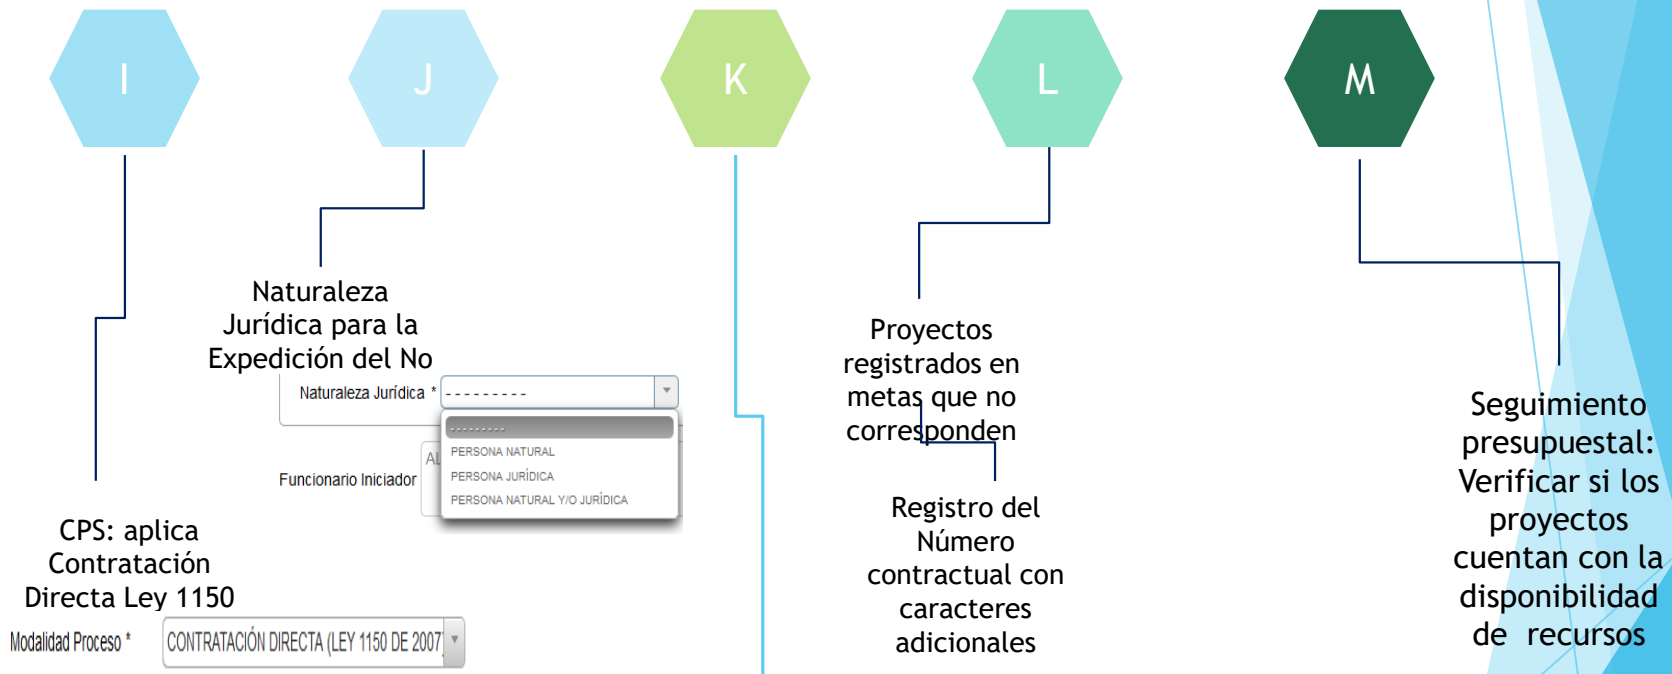 I
J
K
L
M
Naturaleza
Jurídica para la
Expedición del No
Naturaleza Jurídica * - - - - - - - - -
- - - - - - - - -
PERSONA NATURAL
PERSONA JURÍDICA
PERSONA NATURAL Y/O JURÍDICA
Funcionario Iniciador
AL
CPS: aplica
Contratación
Directa Ley 1150
Modalidad Proceso * CONTRATACIÓN DIRECTA (LEY 1150 DE 2007)
Proyectos
registrados en
metas que no
corresponden
Registro del
Número
contractual con
caracteres
adicionales
Seguimiento
presupuestal:
Verificar si los
proyectos
cuentan con la
disponibilidad
de recursos